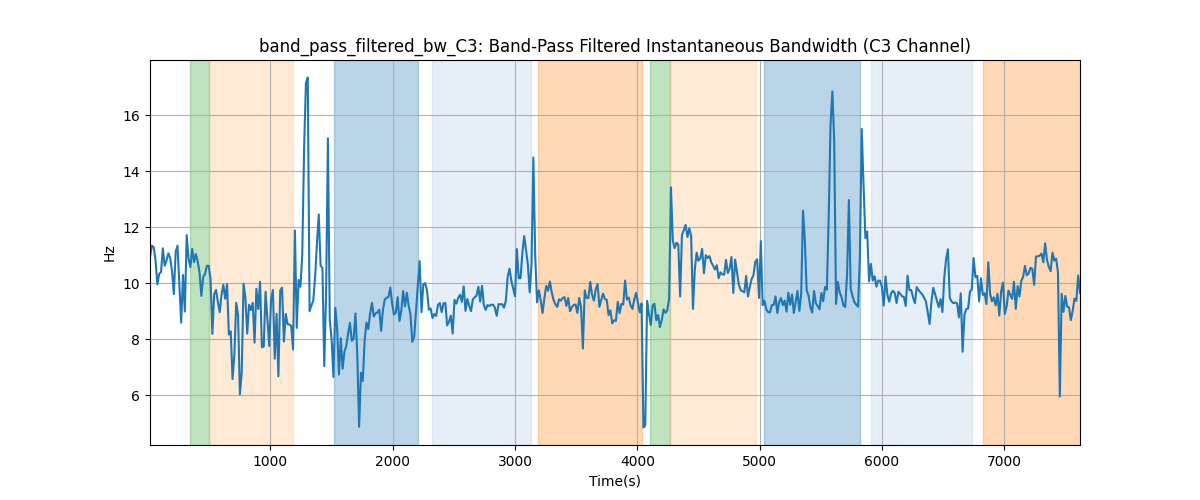 band_pass_filtered_bw_C3: Band-Pass Filtered Instantaneous Bandwidth (C3 Channel)
16
14
12
10
8
6
Hz
1000 2000 3000 4000 5000 6000 7000
Time(s)